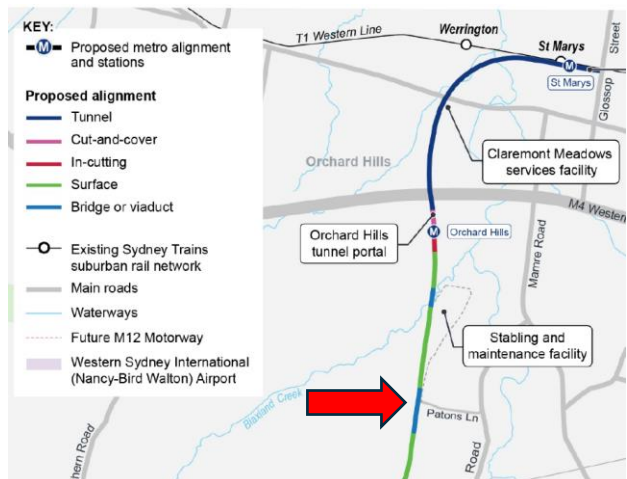 KEY:
M
Proposed metro alignment
and stations
Proposed alignment
Tunnel
Cut-and-cover
In-cutting
Surface
Bridge or viaduct
Existing Sydney Trains
suburban rail network
Main roads
Waterways
Future M12 Motorway
Western Sydney International
(Nancy-Bird Walton) Airport
T1 Western Line
Werrington
St Marys
M
St Marys
Street
Glossop
Claremont Meadows
services facility
Orchard Hills
M4 Western
Orchard Hills
tunnel portal
M
Orchard Hills
Mamre Road
Stabling and
maintenance facility
Blaxland Creek
Patons Ln
Road
hern Road